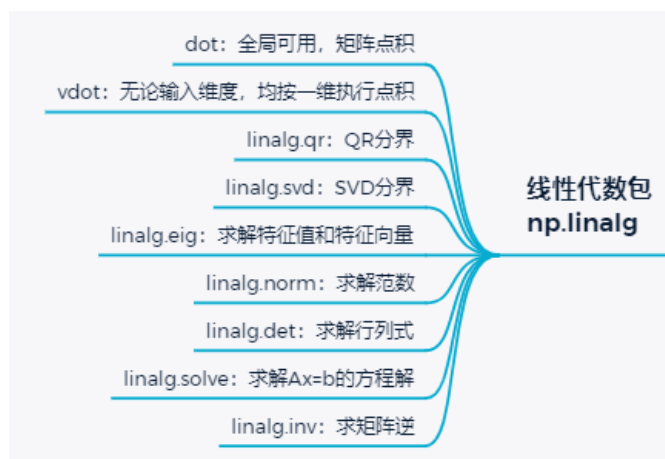 dot：全局可用，矩阵点积
vdot：无论输入维度，均按一维执行点积
linalg.qr：QR分界
linalg.svd：SVD分界
linalg.eig：求解特征值和特征向量
linalg.norm：求解范数
linalg.det：求解行列式
linalg.solve：求解Ax=b的方程解
linalg.inv：求矩阵逆
线性代数包
np.linalg